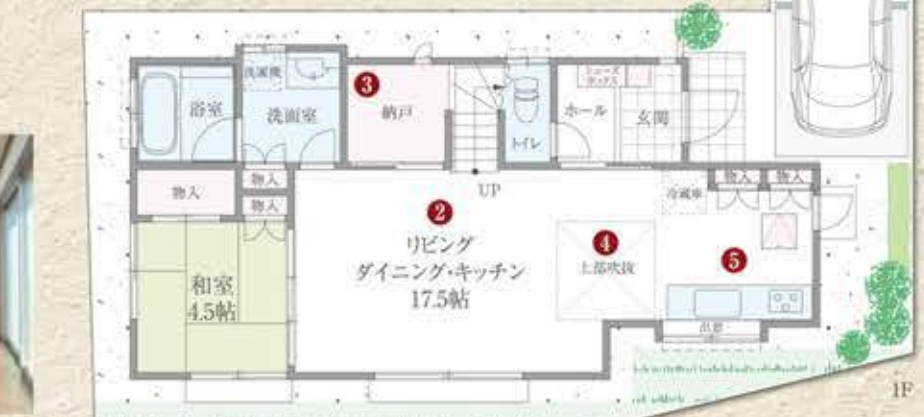 浴室
洗濯機
洗面室
③
納戸
トイレ
シューズ
ボックス
ホール
玄関
物入
物入
物入
UP
冷蔵庫
物入
物入
②
リビング
ダイニング・キッチン
17.5帖
④
上部吹抜
⑤
和室
4.5帖
出窓
1F